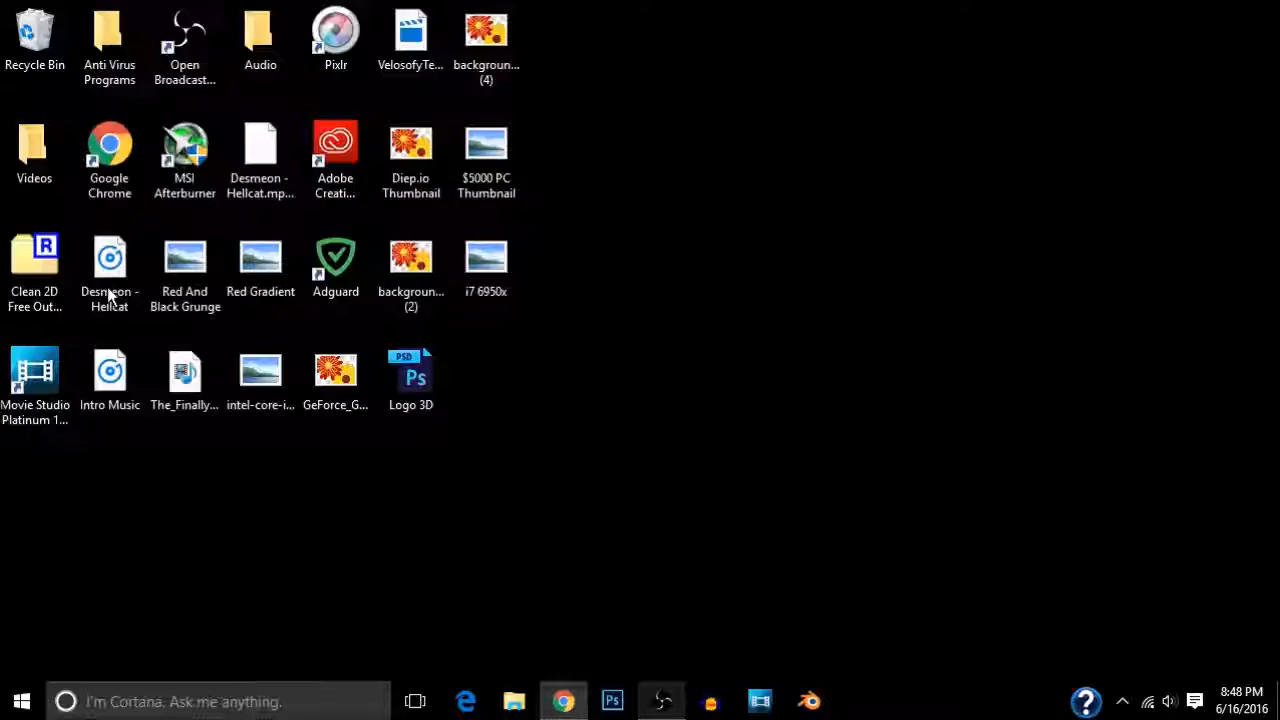 Recycle Bin
Anti Virus
Programs
Open
Broadcast...
Audio
Pixlr
VelosofyTe...
backgroun...
(4)
Videos
Google
Chrome
MSI
Afterburner
Desmeon -
Hellcat.mp...
Adobe
Creati...
Diep.io
Thumbnail
$5000 PC
Thumbnail
R
Clean 2D
Free Out...
Desmeon -
Hellcat
Red And
Black Grunge
Red Gradient
Adguard
backgroun...
(2)
i7 6950x
Movie Studio
Platinum 1...
Intro Music
The_Finally...
intel-core-i...
GeForce_G...
PSD
Ps
Logo 3D
I'm Cortana. Ask me anything.
Ps
?
8:48 PM
6/16/2016